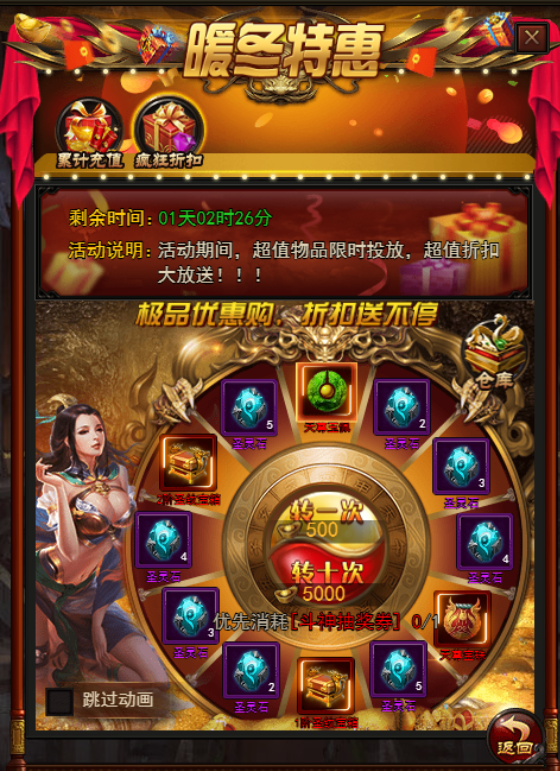 暖冬特惠
累计充值 疯狂折扣
剩余时间：01天02时26分
活动说明：活动期间，超值物品限时投放，超值折扣
大放送！！！
极品优惠购，折扣送不停
仓库
5
圣灵石
2
圣灵石
3
圣灵石
4
圣灵石
4
圣灵石
3
圣灵石
2
圣灵石
5
圣灵石
转一次
500
转十次
5000
优先消耗[斗神抽奖券] 0/1
跳过动画
返回